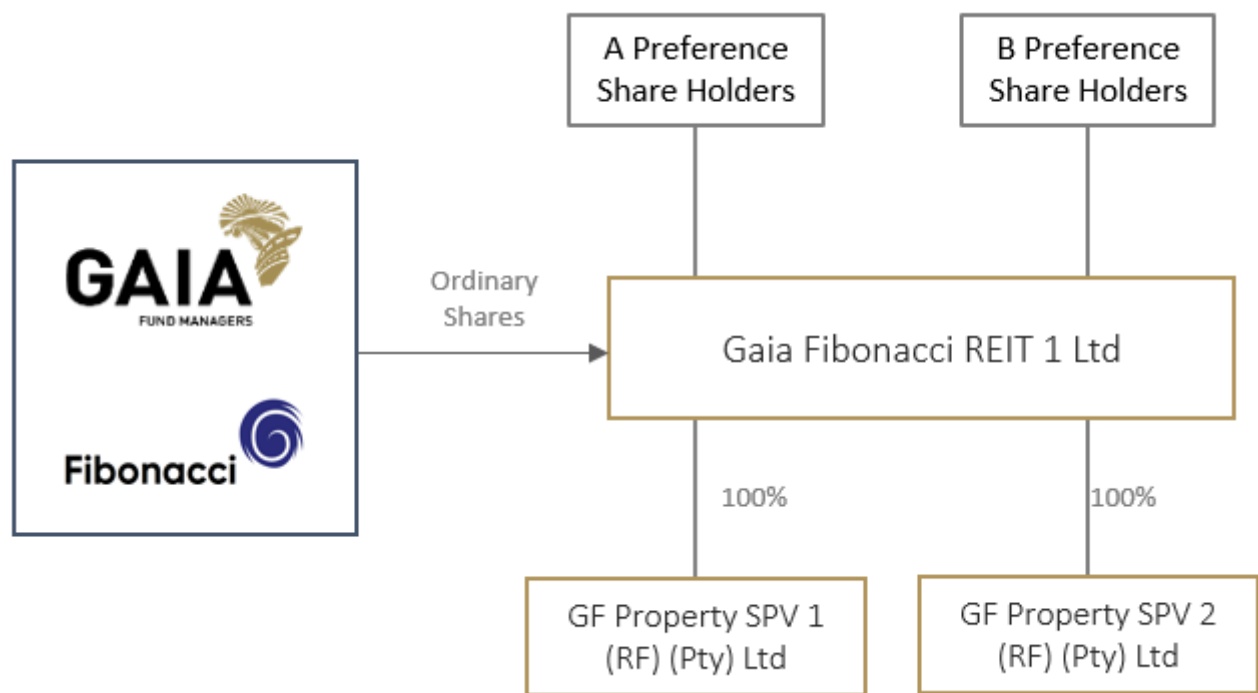 A Preference
Share Holders
B Preference
Share Holders
GAIA
FUND MANAGERS
Fibonacci
Ordinary
Shares
Gaia Fibonacci REIT 1 Ltd
100%
100%
GF Property SPV 1
(RF) (Pty) Ltd
GF Property SPV 2
(RF) (Pty) Ltd